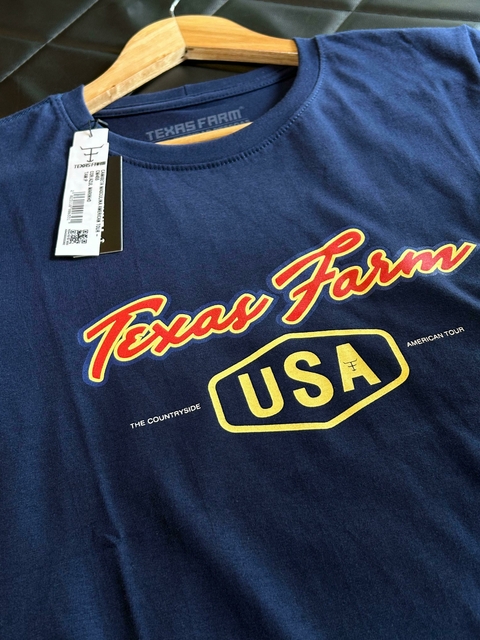 TEXAS FARM
Texas Farm
USA
THE COUNTRYSIDE
AMERICAN TOUR